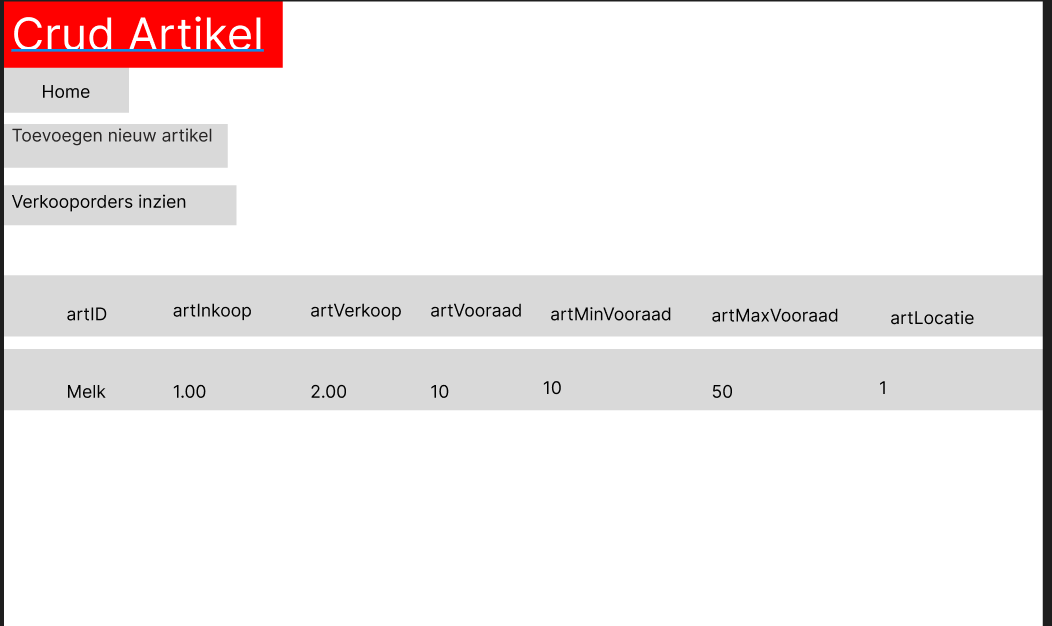 Crud Artikel
Home
Toevoegen nieuw artikel
Verkooporders inzien
artID artInkoop artVerkoop artVooraad artMinVooraad artMaxVooraad artLocatie
Melk 1.00 2.00 10 10 50 1